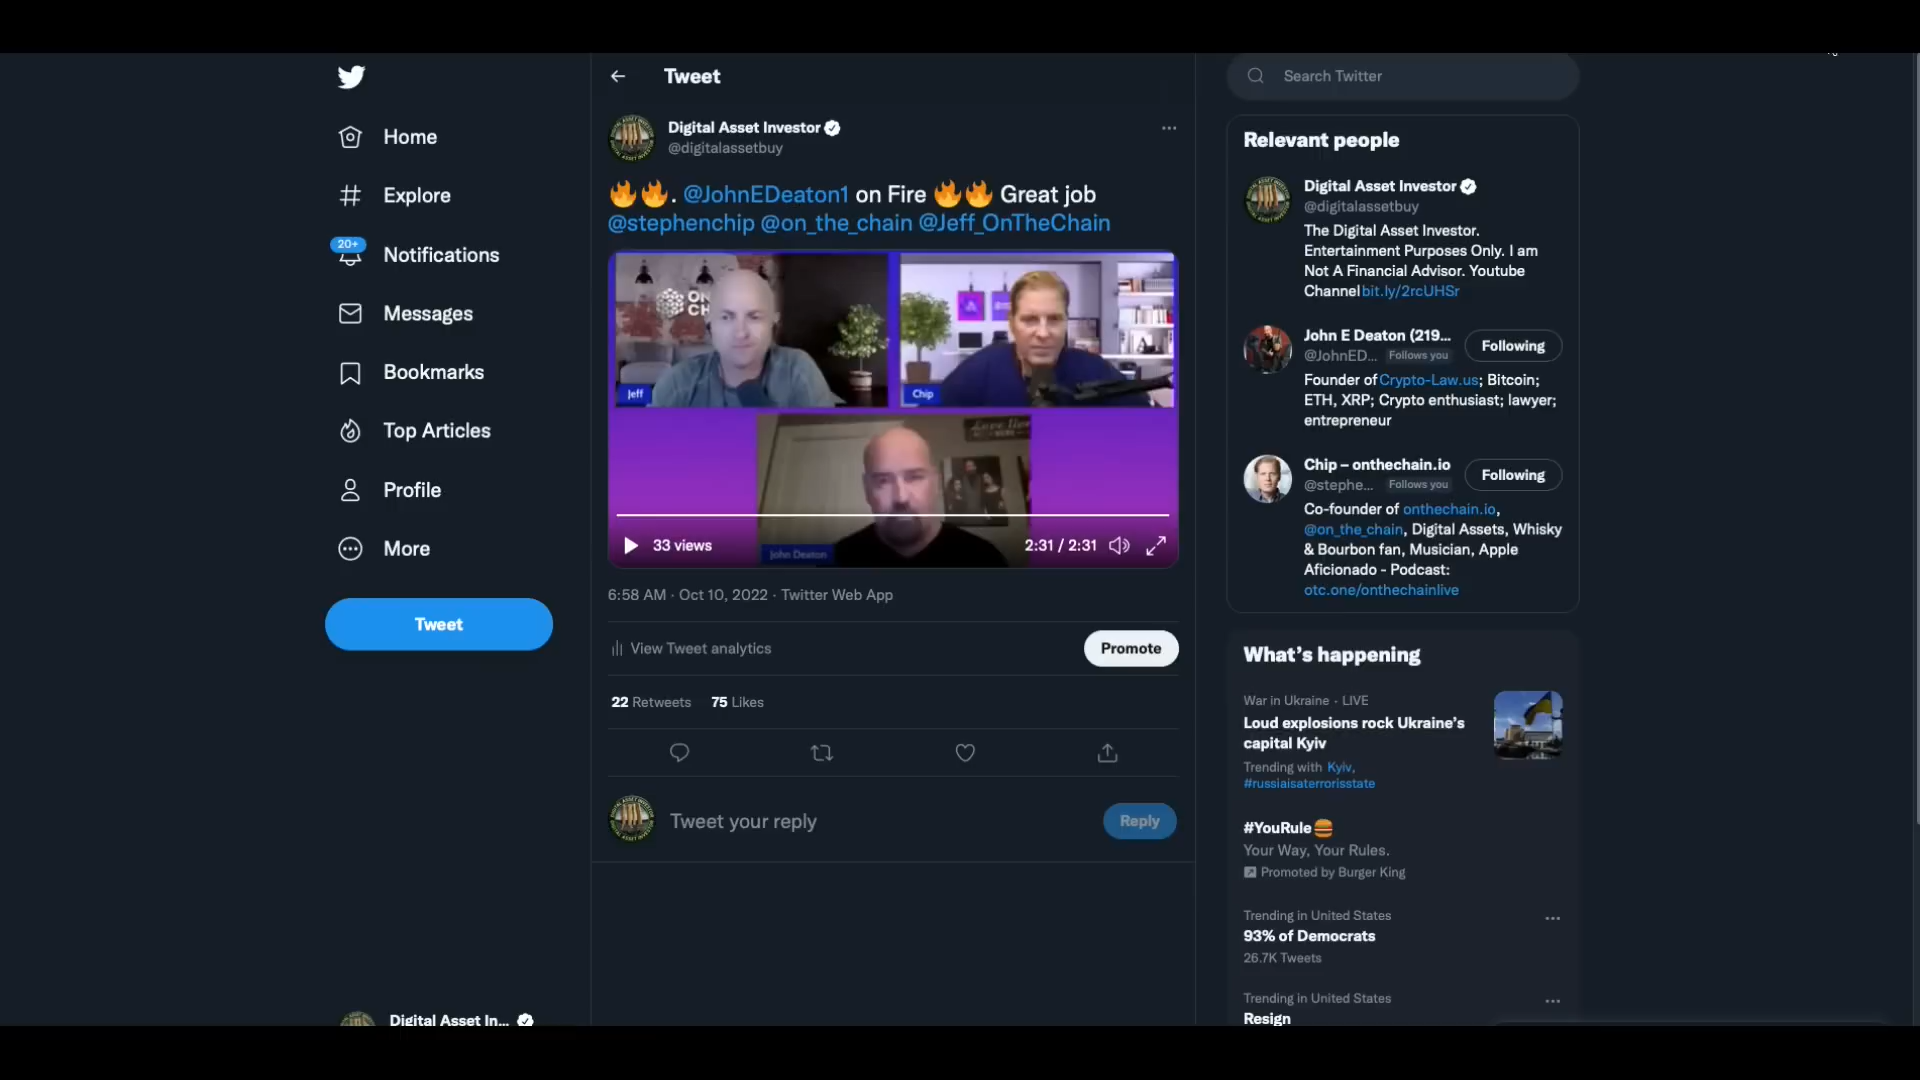 Tweet
Search Twitter
Home
Explore
20+
Notifications
Messages
Bookmarks
Top Articles
Profile
More
Tweet
Digital Asset Investor
@digitalassetbuy
🔥🔥. @JohnEDeaton1 on Fire 🔥🔥 Great job
@stephenchip @on_the_chain @Jeff_OnTheChain
Jeff
Chip
John Deaton
33 views
2:31 / 2:31
6:58 AM · Oct 10, 2022 · Twitter Web App
View Tweet analytics
Promote
22 Retweets 75 Likes
Tweet your reply
Reply
Digital Asset In...
Relevant people
Digital Asset Investor
@digitalassetbuy
The Digital Asset Investor.
Entertainment Purposes Only. I am
Not A Financial Advisor. Youtube
Channel bit.ly/2rcUHSr
John E Deaton (219...
@JohnED... Follows you
Following
Founder of Crypto-Law.us; Bitcoin;
ETH, XRP; Crypto enthusiast; lawyer;
entrepreneur
Chip – onthechain.io
@stephe... Follows you
Following
Co-founder of onthechain.io,
@on_the_chain, Digital Assets, Whisky
& Bourbon fan, Musician, Apple
Aficionado - Podcast:
otc.one/onthechainlive
What's happening
War in Ukraine · LIVE
Loud explosions rock Ukraine's
capital Kyiv
Trending with Kyiv,
#russiaisaterrorisstate
#YouRule🍔
Your Way, Your Rules.
Promoted by Burger King
Trending in United States
93% of Democrats
26.7K Tweets
Trending in United States
Resign